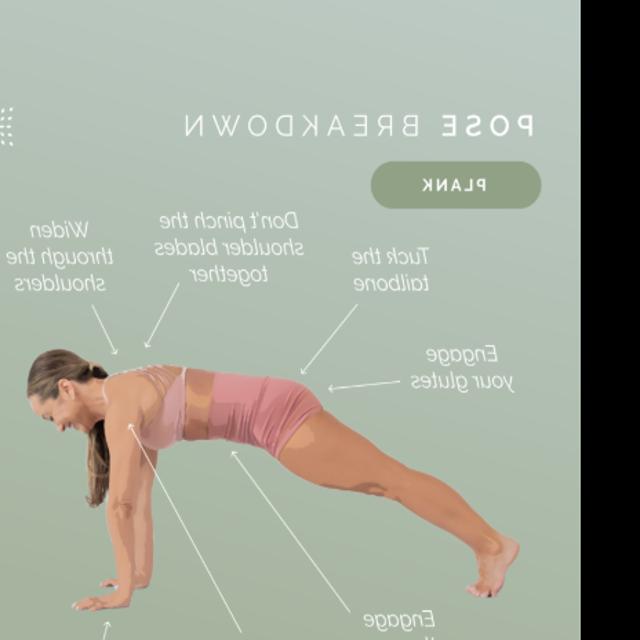 POSE BREAKDOWN
PLANK
Widen
through the
shoulders
Don't pinch the
shoulder blades
together
Tuck the
tailbone
Engage
your glutes
Engage